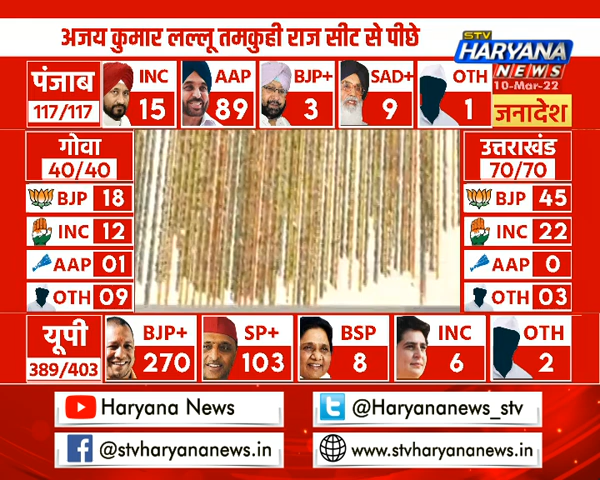 अजय कुमार लल्लू तमकुही राज सीट से पीछे
STV
HARYANA
NEWS
10-Mar-22
जनादेश
पंजाब
117/117
INC
15
AAP
89
BJP+
3
SAD+
9
OTH
1
गोवा
40/40
BJP 18
INC 12
AAP 01
OTH 09
उत्तराखंड
70/70
BJP 45
INC 22
AAP 0
OTH 03
यूपी
389/403
BJP+
270
SP+
103
BSP
8
INC
6
OTH
2
Haryana News
@Haryananews_stv
@stvharyananews.in
www.stvharyananews.in